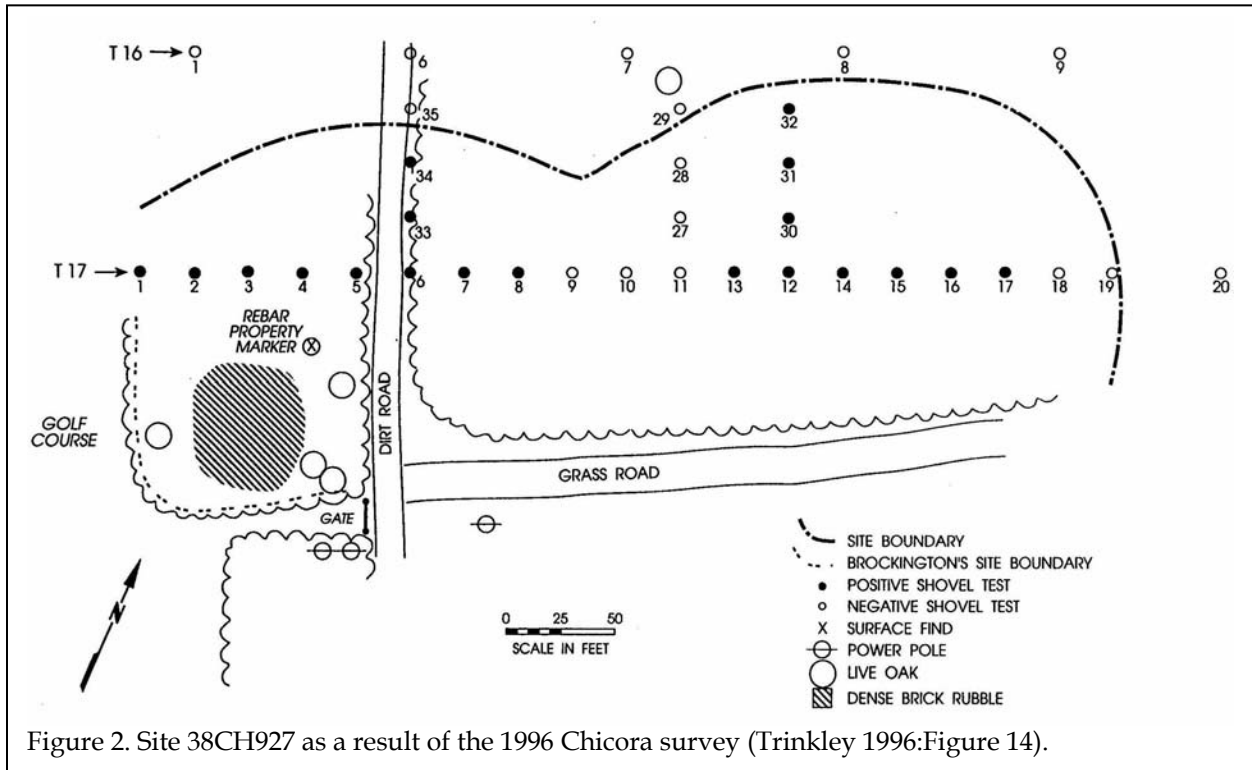 T 16
1
6
7
8
9
35
29
32
34
28
31
33
27
30
T 17
1
2
3
4
5
6
7
8
9
10
11
13
12
14
15
16
17
18
19
20
REBAR
PROPERTY
MARKER
X
GOLF
COURSE
DIRT ROAD
GRASS ROAD
GATE
N
0 25 50
SCALE IN FEET
SITE BOUNDARY
BROCKINGTON'S SITE BOUNDARY
POSITIVE SHOVEL TEST
NEGATIVE SHOVEL TEST
X SURFACE FIND
POWER POLE
LIVE OAK
DENSE BRICK RUBBLE
Figure 2. Site 38CH927 as a result of the 1996 Chicora survey (Trinkley 1996:Figure 14).